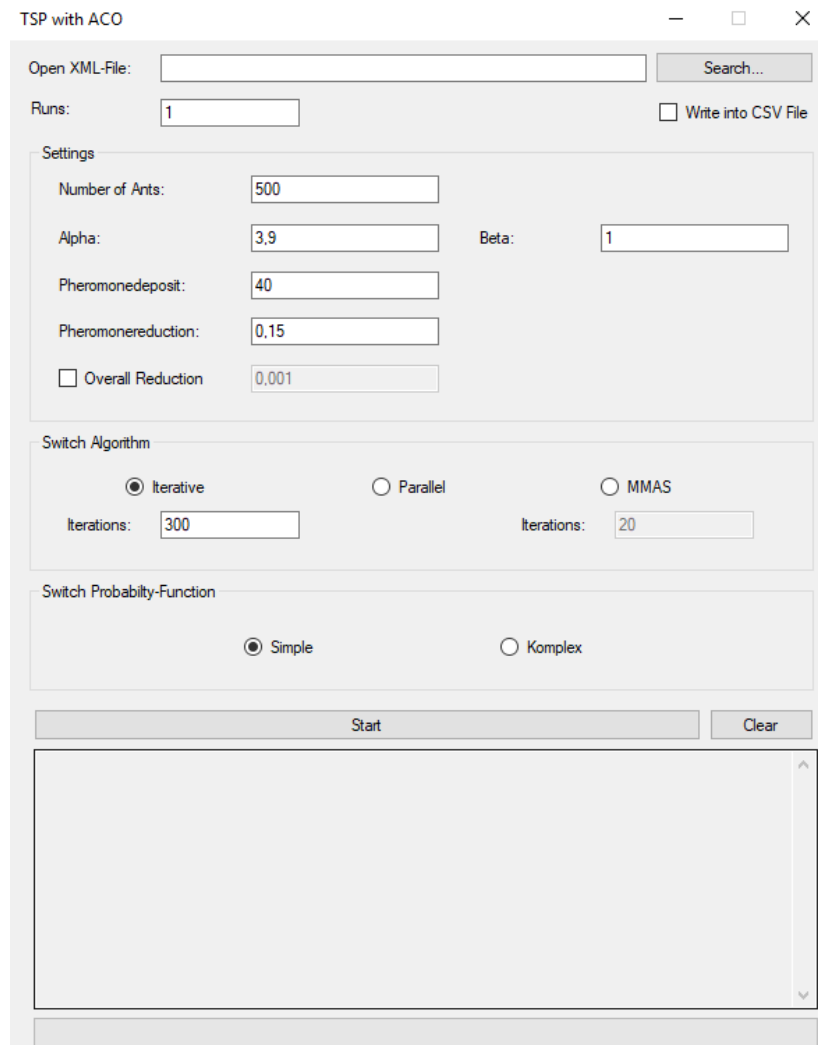 TSP with ACO
Open XML-File: Search...
Runs: 1 Write into CSV File
Settings
Number of Ants: 500
Alpha: 3,9 Beta: 1
Pheromonedeposit: 40
Pheromonereduction: 0,15
Overall Reduction 0,001
Switch Algorithm
Iterative Parallel MMAS
Iterations: 300 Iterations: 20
Switch Probabilty-Function
Simple Komplex
Start Clear